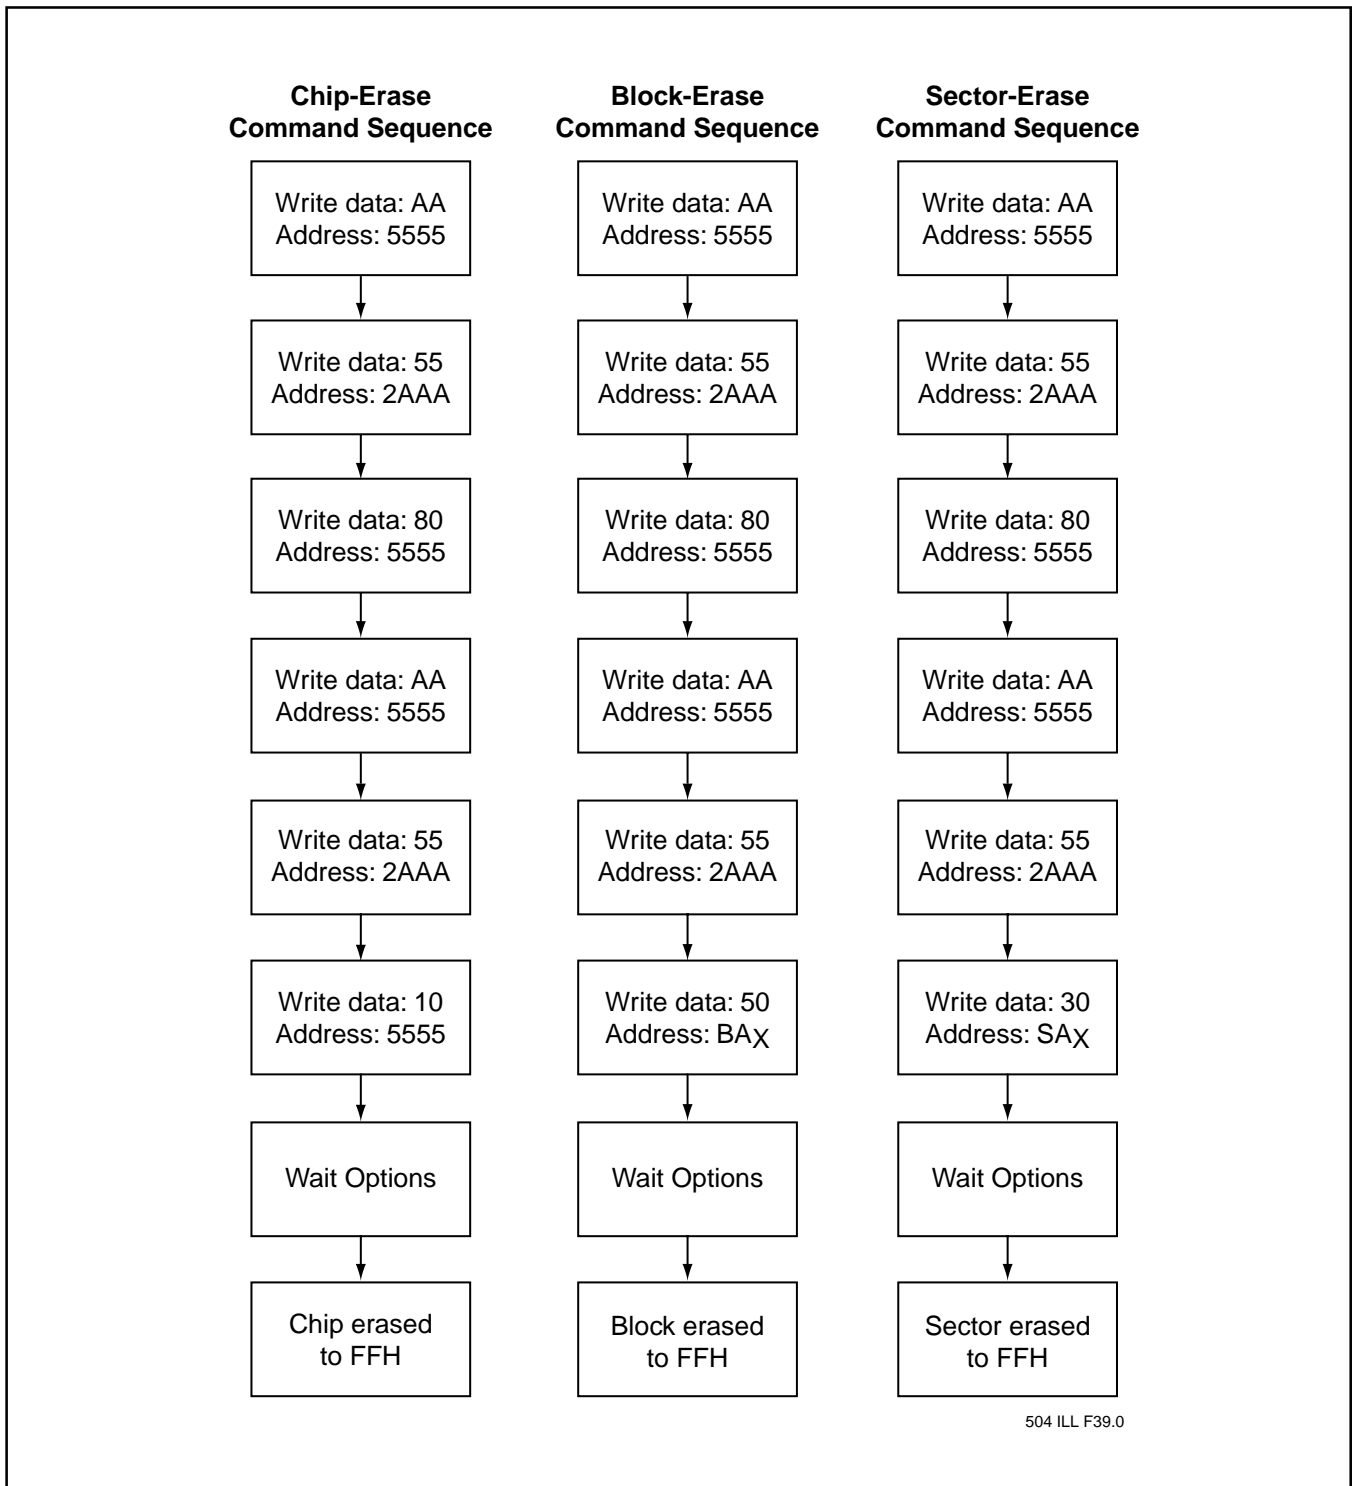 Chip-Erase
Command Sequence
Write data: AA
Address: 5555
Write data: 55
Address: 2AAA
Write data: 80
Address: 5555
Write data: AA
Address: 5555
Write data: 55
Address: 2AAA
Write data: 10
Address: 5555
Wait Options
Chip erased
to FFH
Block-Erase
Command Sequence
Write data: AA
Address: 5555
Write data: 55
Address: 2AAA
Write data: 80
Address: 5555
Write data: AA
Address: 5555
Write data: 55
Address: 2AAA
Write data: 50
Address: BAX
Wait Options
Block erased
to FFH
Sector-Erase
Command Sequence
Write data: AA
Address: 5555
Write data: 55
Address: 2AAA
Write data: 80
Address: 5555
Write data: AA
Address: 5555
Write data: 55
Address: 2AAA
Write data: 30
Address: SAX
Wait Options
Sector erased
to FFH
504 ILL F39.0